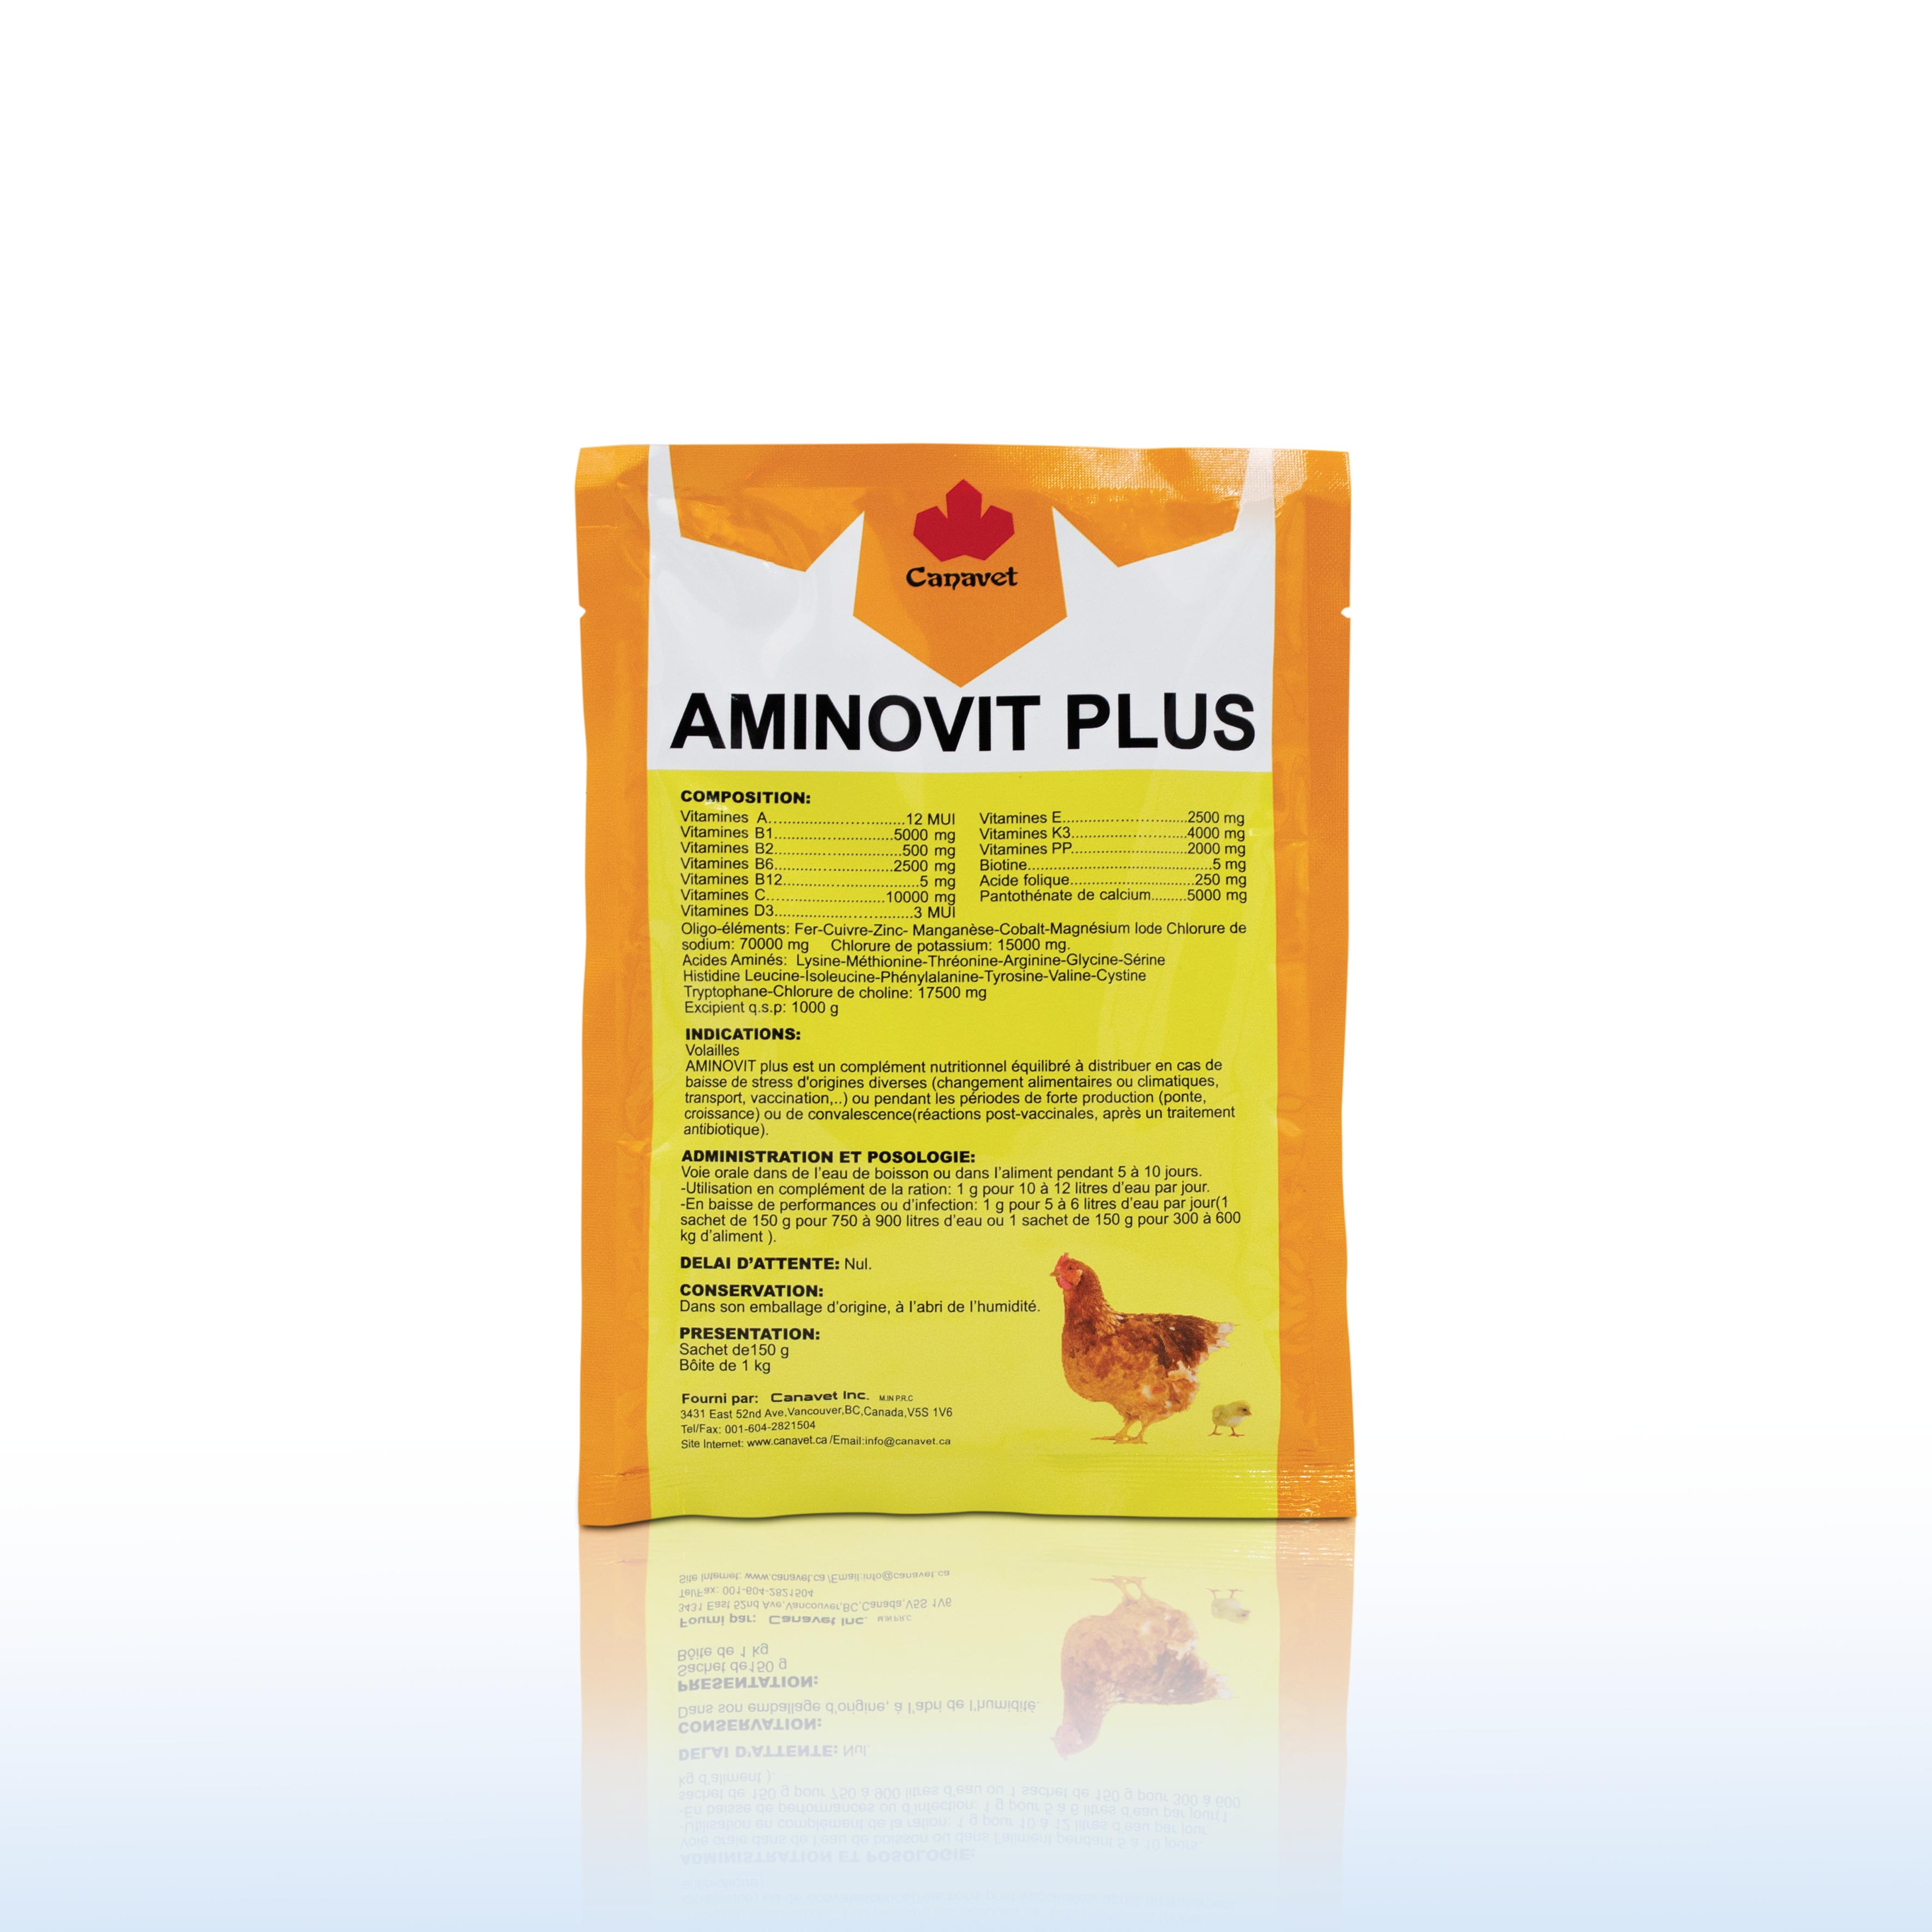 Canavet
AMINOVIT PLUS
COMPOSITION:
Vitamines A..................................12 MUI
Vitamines B1..............................5000 mg
Vitamines B2................................500 mg
Vitamines B6..............................2500 mg
Vitamines B12..................................5 mg
Vitamines C..............................10000 mg
Vitamines D3...................................3 MUI
Vitamines E...............................2500 mg
Vitamines K3.............................4000 mg
Vitamines PP.............................2000 mg
Biotine..............................................5 mg
Acide folique...............................250 mg
Pantothénate de calcium.........5000 mg
Oligo-éléments: Fer-Cuivre-Zinc- Manganèse-Cobalt-Magnésium Iode Chlorure de
sodium: 70000 mg Chlorure de potassium: 15000 mg.
Acides Aminés: Lysine-Méthionine-Thréonine-Arginine-Glycine-Sérine
Histidine Leucine-Isoleucine-Phénylalanine-Tyrosine-Valine-Cystine
Tryptophane-Chlorure de choline: 17500 mg
Excipient q.s.p: 1000 g
INDICATIONS:
Volailles
AMINOVIT plus est un complément nutritionnel équilibré à distribuer en cas de
baisse de stress d'origines diverses (changement alimentaires ou climatiques,
transport, vaccination,..) ou pendant les périodes de forte production (ponte,
croissance) ou de convalescence(réactions post-vaccinales, après un traitement
antibiotique).
ADMINISTRATION ET POSOLOGIE:
Voie orale dans de l'eau de boisson ou dans l'aliment pendant 5 à 10 jours.
-Utilisation en complément de la ration: 1 g pour 10 à 12 litres d'eau par jour.
-En baisse de performances ou d'infection: 1 g pour 5 à 6 litres d'eau par jour(1
sachet de 150 g pour 750 à 900 litres d'eau ou 1 sachet de 150 g pour 300 à 600
kg d'aliment ).
DELAI D'ATTENTE: Nul.
CONSERVATION:
Dans son emballage d'origine, à l'abri de l'humidité.
PRESENTATION:
Sachet de150 g
Bôite de 1 kg
Fourni par: Canavet Inc. M.IN P.R.C
3431 East 52nd Ave,Vancouver,BC,Canada,V5S 1V6
Tel/Fax: 001-604-2821504
Site Internet: www.canavet.ca /Email:info@canavet.ca